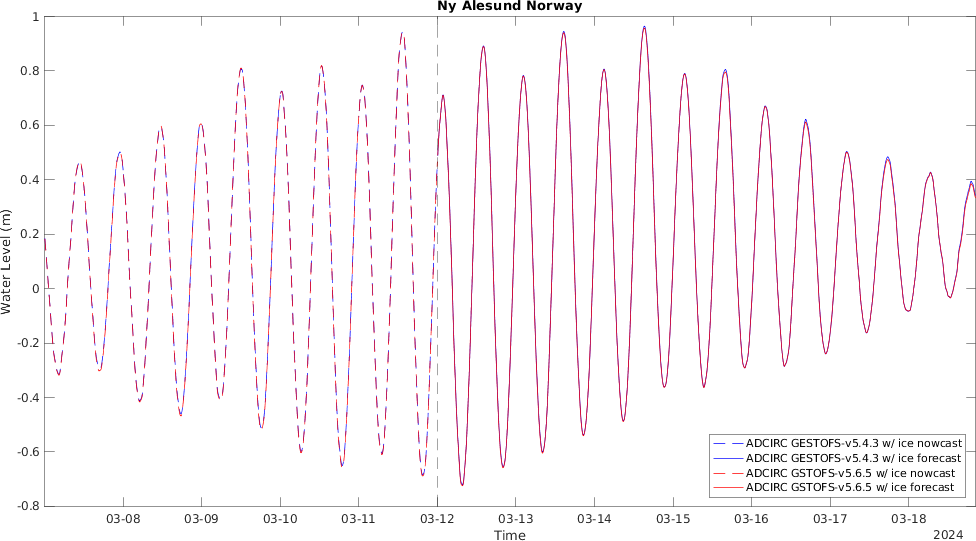 Ny Alesund Norway
Water Level (m)
1
0.8
0.6
0.4
0.2
0
-0.2
-0.4
-0.6
-0.8
ADCIRC GESTOFS-v5.4.3 w/ ice nowcast
ADCIRC GESTOFS-v5.4.3 w/ ice forecast
ADCIRC GSTOFS-v5.6.5 w/ ice nowcast
ADCIRC GSTOFS-v5.6.5 w/ ice forecast
03-08 03-09 03-10 03-11 03-12 03-13 03-14 03-15 03-16 03-17 03-18
Time
2024